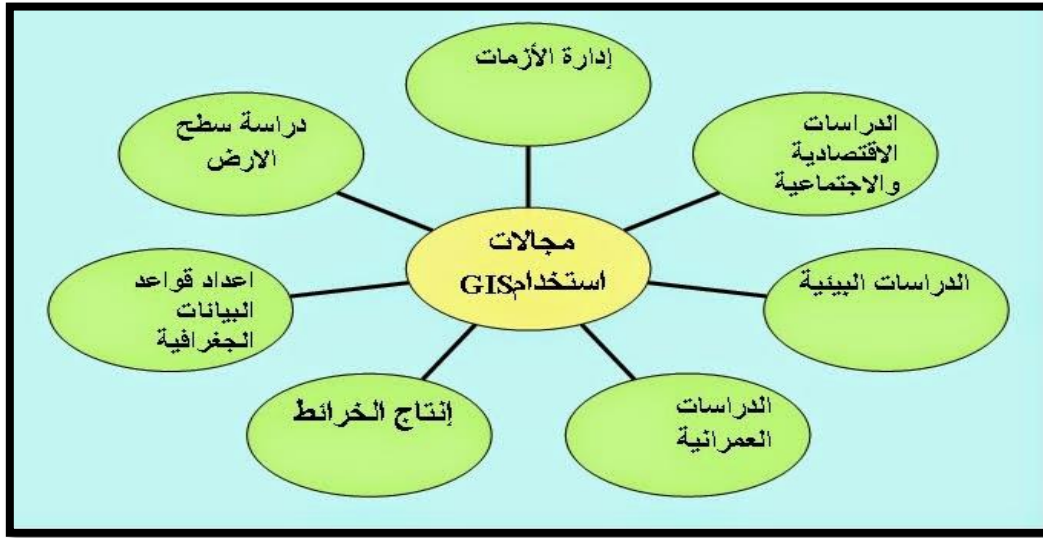 إدارة الأزمات
الدراسات
الاقتصادية
والاجتماعية
دراسة سطح
الارض
مجالات
استخدامGIS
الدراسات البيئية
اعداد قواعد
البيانات
الجغرافية
الدراسات
العمرانية
إنتاج الخرائط